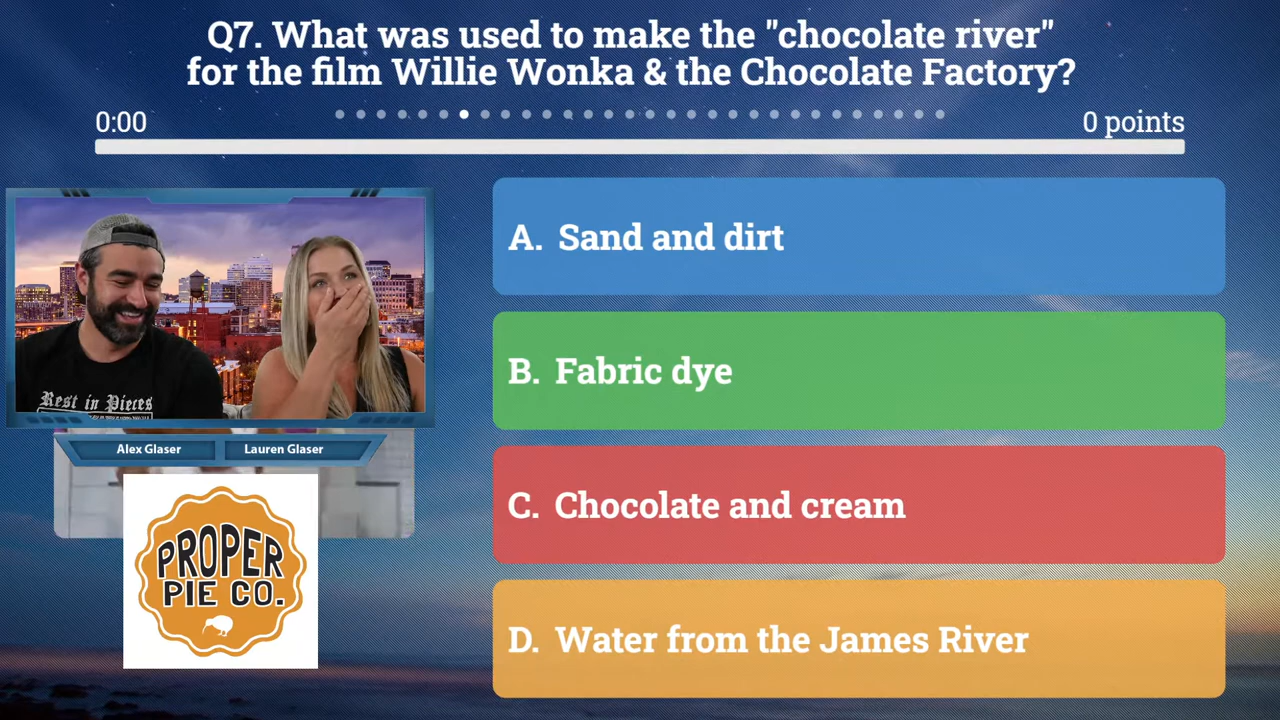 Q7. What was used to make the "chocolate river"
for the film Willie Wonka & the Chocolate Factory?
0:00
0 points
A. Sand and dirt
B. Fabric dye
C. Chocolate and cream
D. Water from the James River
Rest in Pieces
Alex Glaser
Lauren Glaser
PROPER
PIE CO.